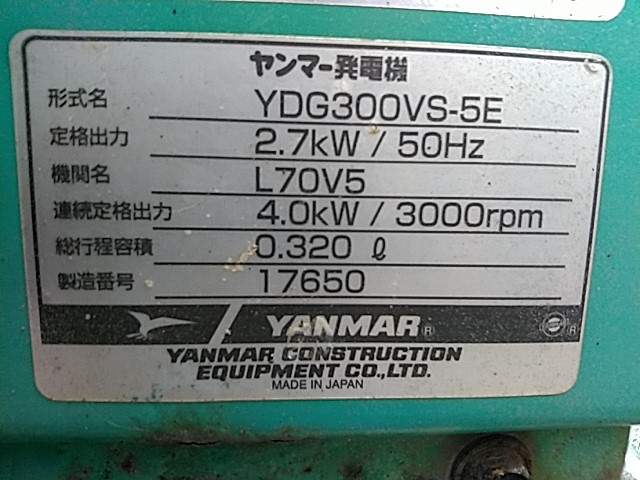 ヤンマー発電機
形式名 YDG300VS-5E
定格出力 2.7kW / 50Hz
機関名 L70V5
連続定格出力 4.0kW / 3000rpm
総行程容積 0.320 ℓ
製造番号 17650
YANMAR®
YANMAR CONSTRUCTION
EQUIPMENT CO.,LTD.
MADE IN JAPAN